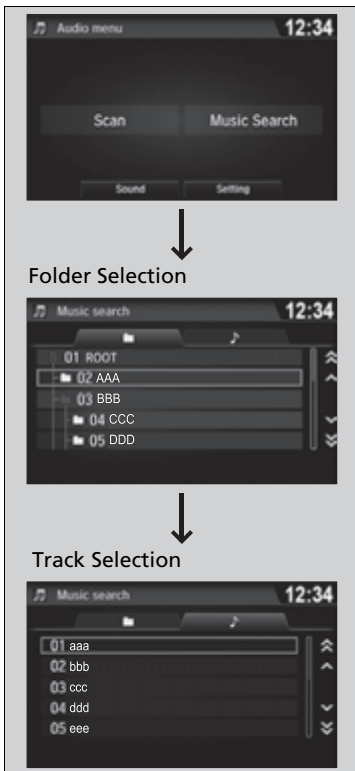 Audio menu 12:34
Scan Music Search
Sound Setting
Folder Selection
Music search 12:34
01 ROOT
02 AAA
03 BBB
04 CCC
05 DDD
Track Selection
Music search 12:34
01 aaa
02 bbb
03 ccc
04 ddd
05 eee